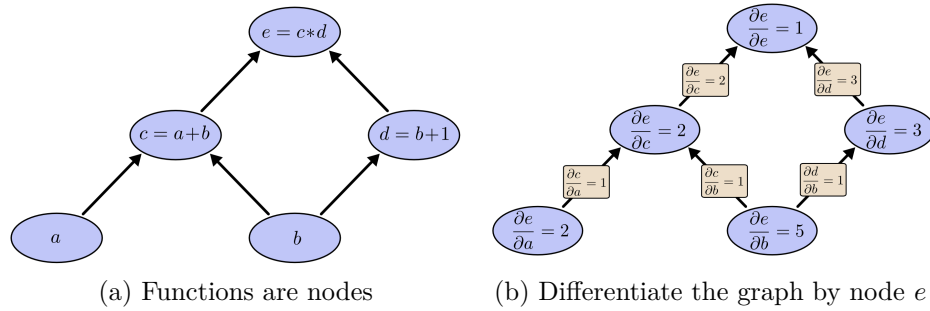 e = c*d
c = a+b
d = b+1
a
b
(a) Functions are nodes
∂e/∂e = 1
∂e/∂c = 2
∂e/∂d = 3
∂e/∂c = 2
∂e/∂d = 3
∂c/∂a = 1
∂c/∂b = 1
∂d/∂b = 1
∂e/∂a = 2
∂e/∂b = 5
(b) Differentiate the graph by node e